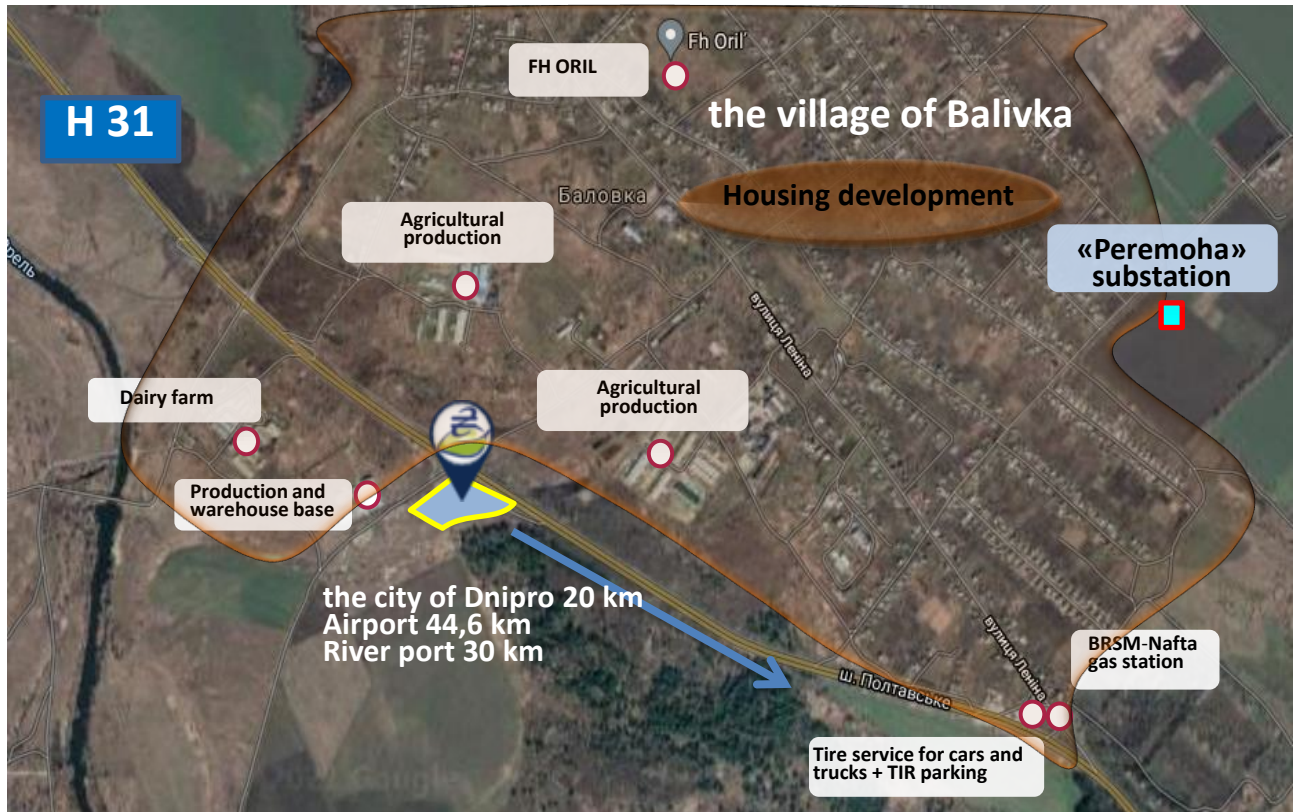 Fh Oril'
FH ORIL
H 31
the village of Balivka
Баловка
Housing development
Agricultural
production
«Peremoha»
substation
вулиця Леніна
Dairy farm
Agricultural
production
Production and
warehouse base
the city of Dnipro 20 km
Airport 44,6 km
River port 30 km
вулиця Леніна
BRSM-Nafta
gas station
ш. Полтавське
Tire service for cars and
trucks + TIR parking